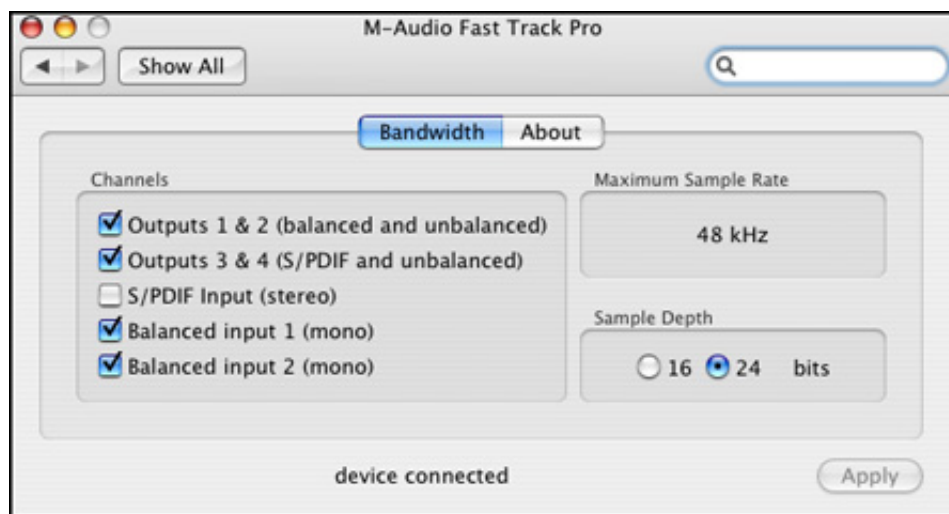 M-Audio Fast Track Pro
Show All
Bandwidth About
Channels
Outputs 1 & 2 (balanced and unbalanced)
Outputs 3 & 4 (S/PDIF and unbalanced)
S/PDIF Input (stereo)
Balanced input 1 (mono)
Balanced input 2 (mono)
Maximum Sample Rate
48 kHz
Sample Depth
16 24 bits
device connected
Apply